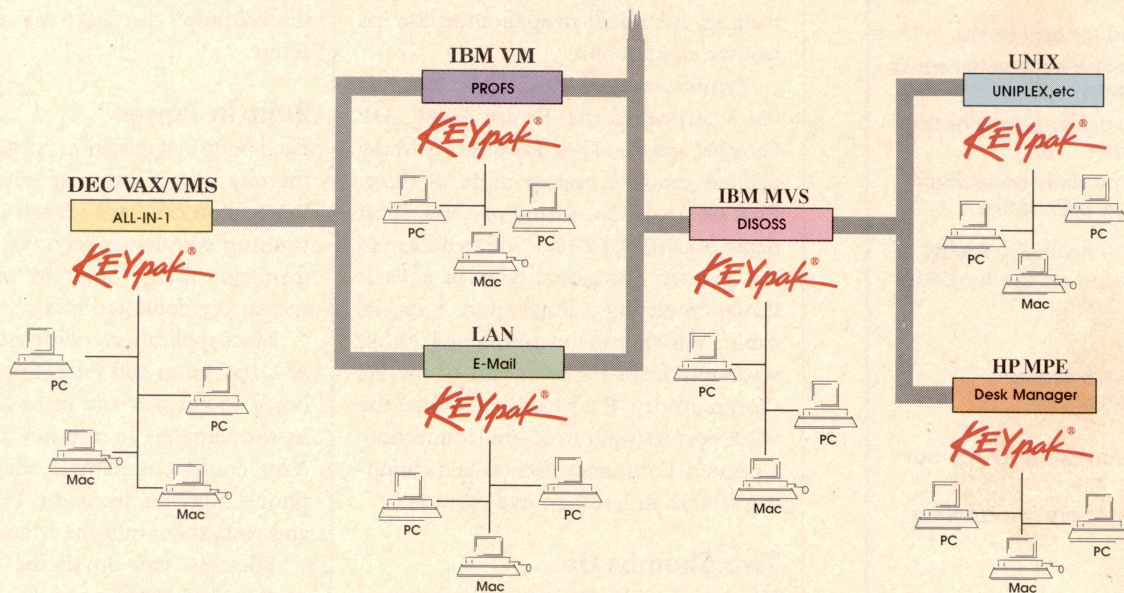 DEC VAX/VMS
ALL-IN-1
KEYpak®
PC
PC
Mac
Mac
IBM VM
PROFS
KEYpak®
PC
PC
Mac
LAN
E-Mail
KEYpak®
PC
PC
Mac
IBM MVS
DISOSS
KEYpak®
PC
PC
Mac
UNIX
UNIPLEX,etc
KEYpak®
PC
PC
Mac
HP MPE
Desk Manager
KEYpak®
PC
PC
Mac